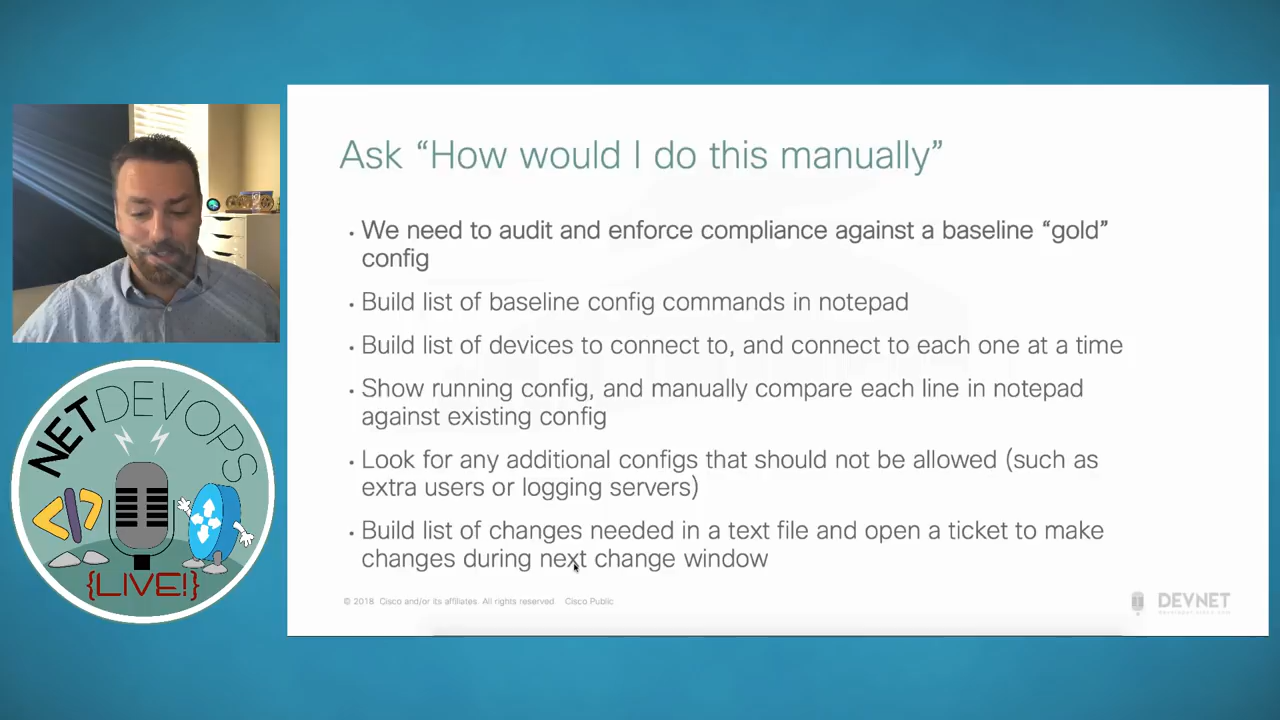 Ask “How would I do this manually”
• We need to audit and enforce compliance against a baseline “gold”
config
• Build list of baseline config commands in notepad
• Build list of devices to connect to, and connect to each one at a time
• Show running config, and manually compare each line in notepad
against existing config
• Look for any additional configs that should not be allowed (such as
extra users or logging servers)
• Build list of changes needed in a text file and open a ticket to make
changes during next change window
© 2018 Cisco and/or its affiliates. All rights reserved Cisco Public
DEVNET
NETDEVOPS
</>
{LIVE!}